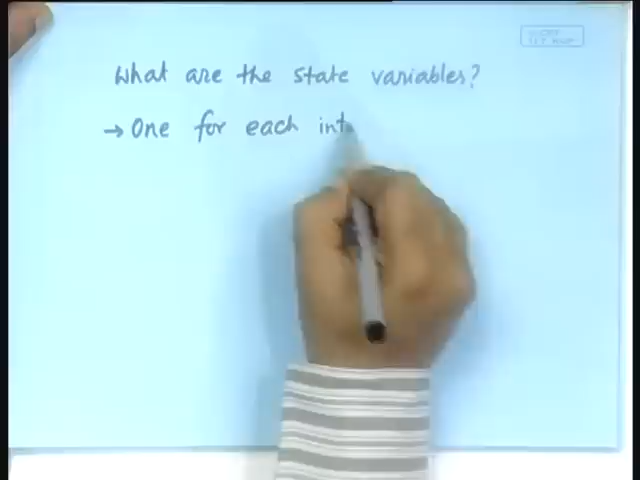 What are the state variables?
→ One for each int